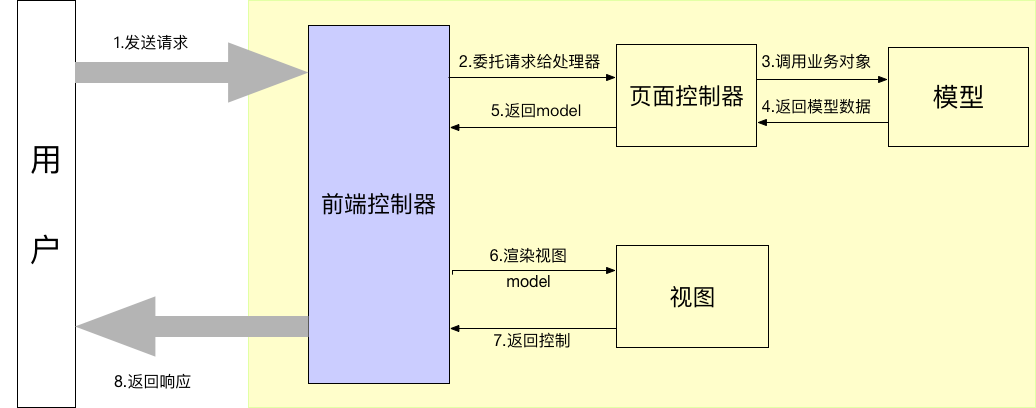 1.发送请求
用
户
8.返回响应
前端控制器
2.委托请求给处理器
5.返回model
页面控制器
3.调用业务对象
4.返回模型数据
模型
6.渲染视图
model
7.返回控制
视图